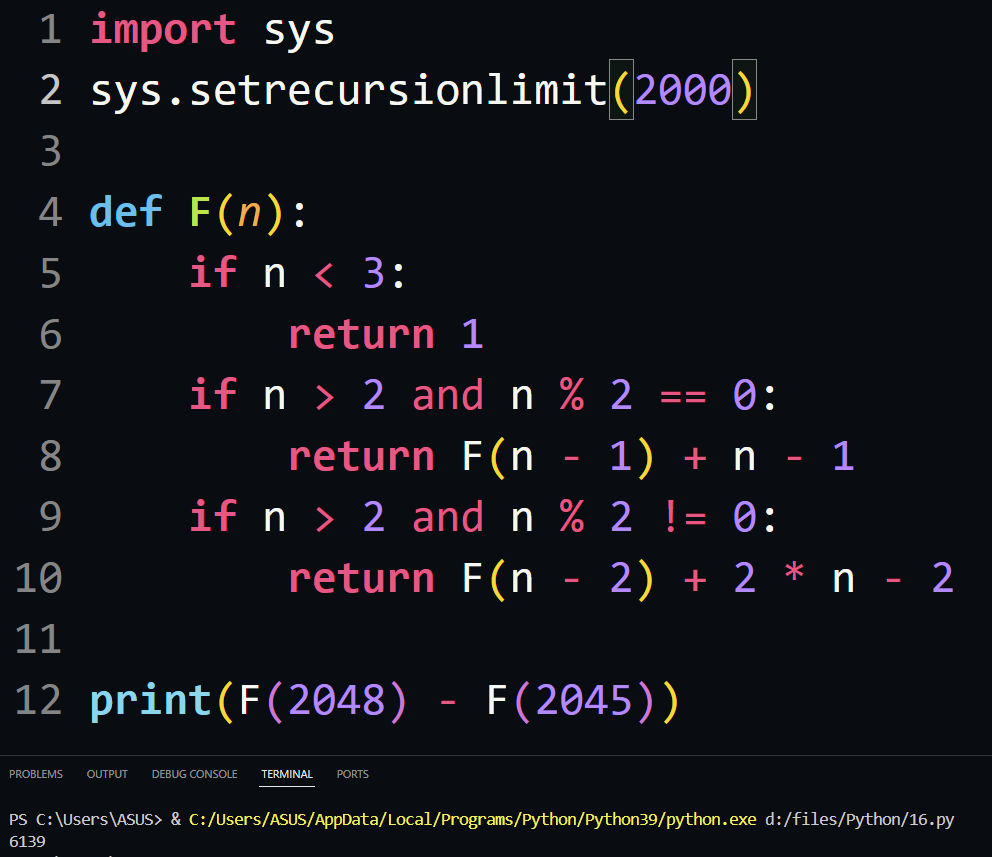 1 import sys
2 sys.setrecursionlimit(2000)
3
4 def F(n):
5     if n < 3:
6         return 1
7     if n > 2 and n % 2 == 0:
8         return F(n - 1) + n - 1
9     if n > 2 and n % 2 != 0:
10         return F(n - 2) + 2 * n - 2
11
12 print(F(2048) - F(2045))
PROBLEMS OUTPUT DEBUG CONSOLE TERMINAL PORTS
PS C:\Users\ASUS> & C:/Users/ASUS/AppData/Local/Programs/Python/Python39/python.exe d:/files/Python/16.py
6139